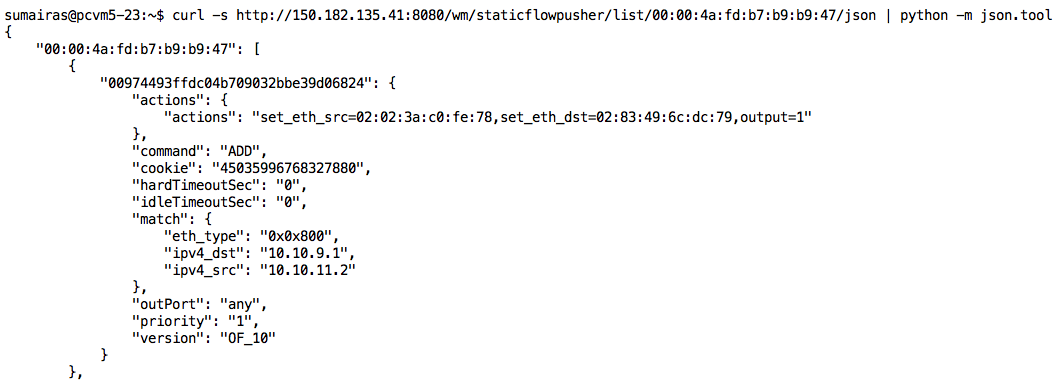 sumairas@pcvm5-23:~$ curl -s http://150.182.135.41:8080/wm/staticflowpusher/list/00:00:4a:fd:b7:b9:b9:47/json | python -m json.tool
{
    "00:00:4a:fd:b7:b9:b9:47": [
        {
            "00974493ffdc04b709032bbe39d06824": {
                "actions": {
                    "actions": "set_eth_src=02:02:3a:c0:fe:78,set_eth_dst=02:83:49:6c:dc:79,output=1"
                },
                "command": "ADD",
                "cookie": "45035996768327880",
                "hardTimeoutSec": "0",
                "idleTimeoutSec": "0",
                "match": {
                    "eth_type": "0x0x800",
                    "ipv4_dst": "10.10.9.1",
                    "ipv4_src": "10.10.11.2"
                },
                "outPort": "any",
                "priority": "1",
                "version": "OF_10"
            }
        },